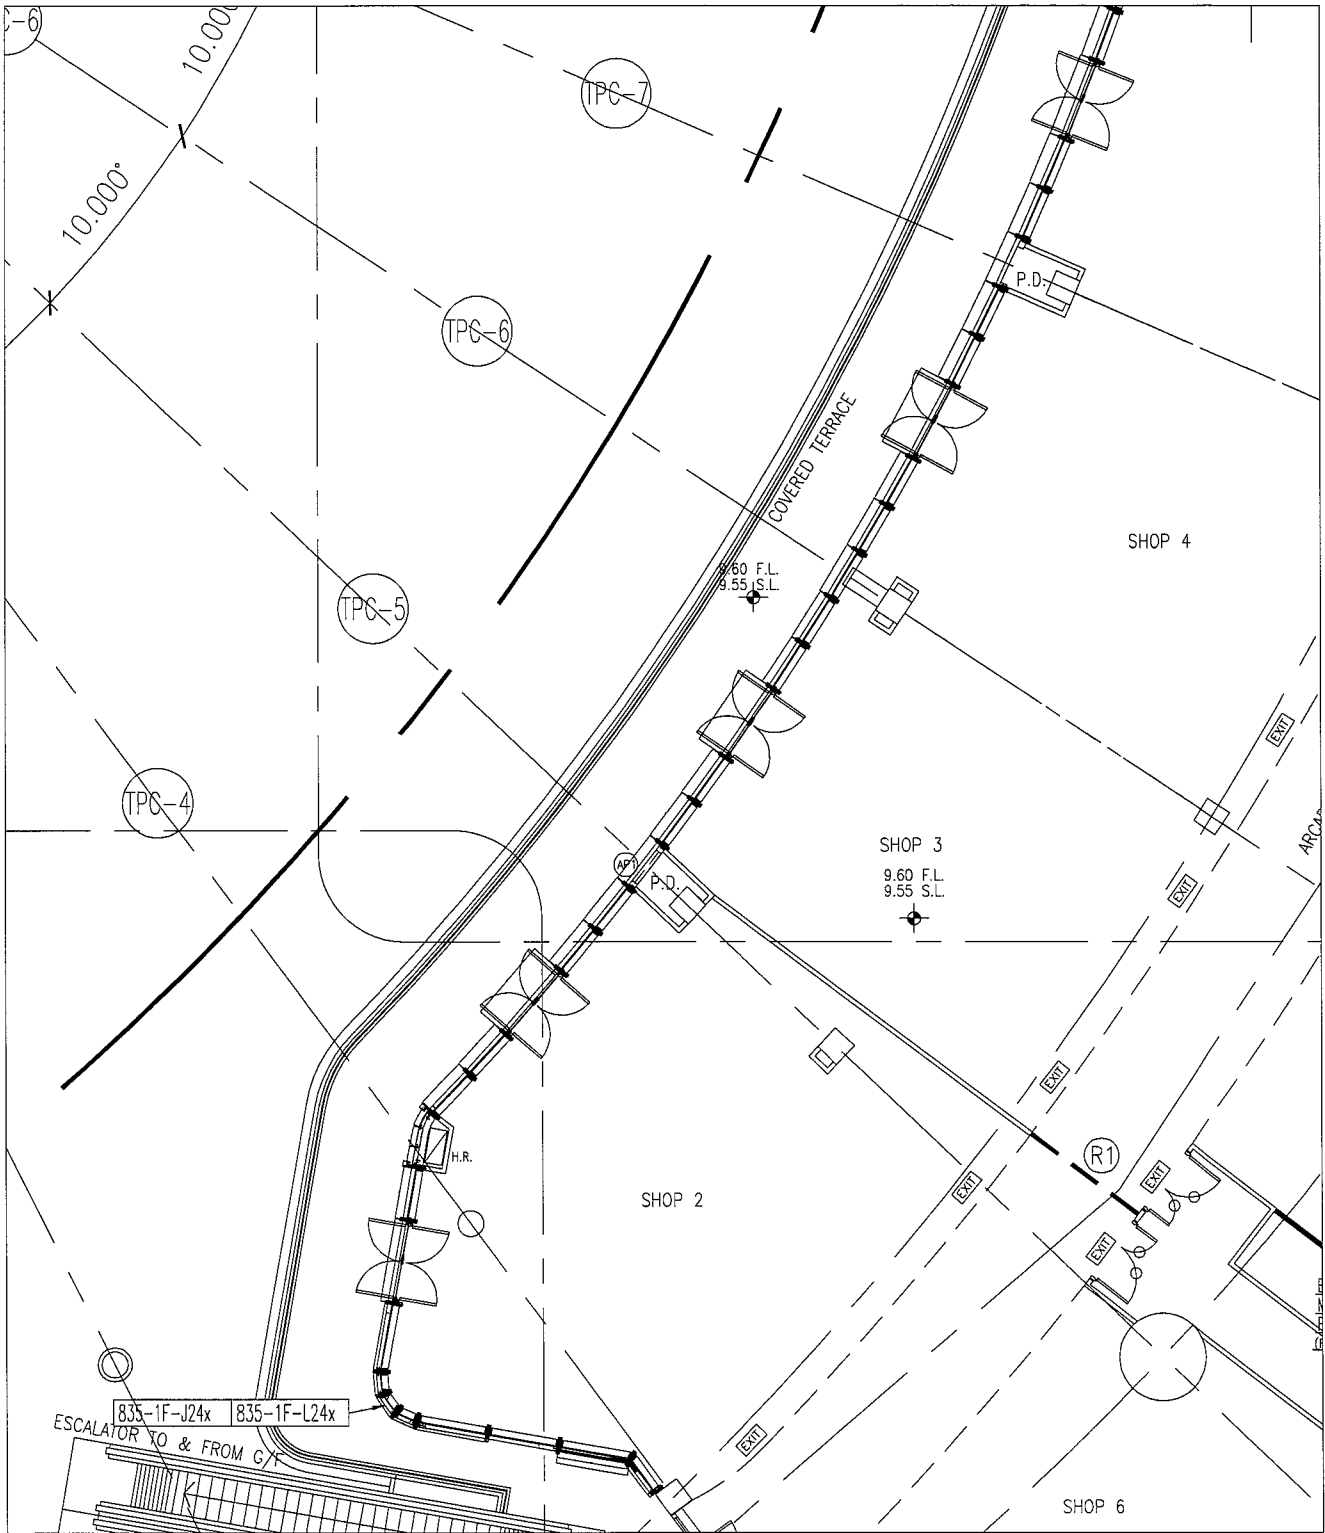 C-6
10.000°
TPC-7
10.000°
P.D.
TPC-6
COVERED TERRACE
SHOP 4
9.60 F.L.
9.55 S.L.
TPC-5
EXIT
TPC-4
SHOP 3
9.60 F.L.
9.55 S.L.
AP1
P.D.
EXIT
EXIT
R1
H.R.
EXIT
EXIT
SHOP 2
EXIT
835-1F-J24x 835-1F-L24x
ESCALATOR TO & FROM G/F
EXIT
SHOP 6